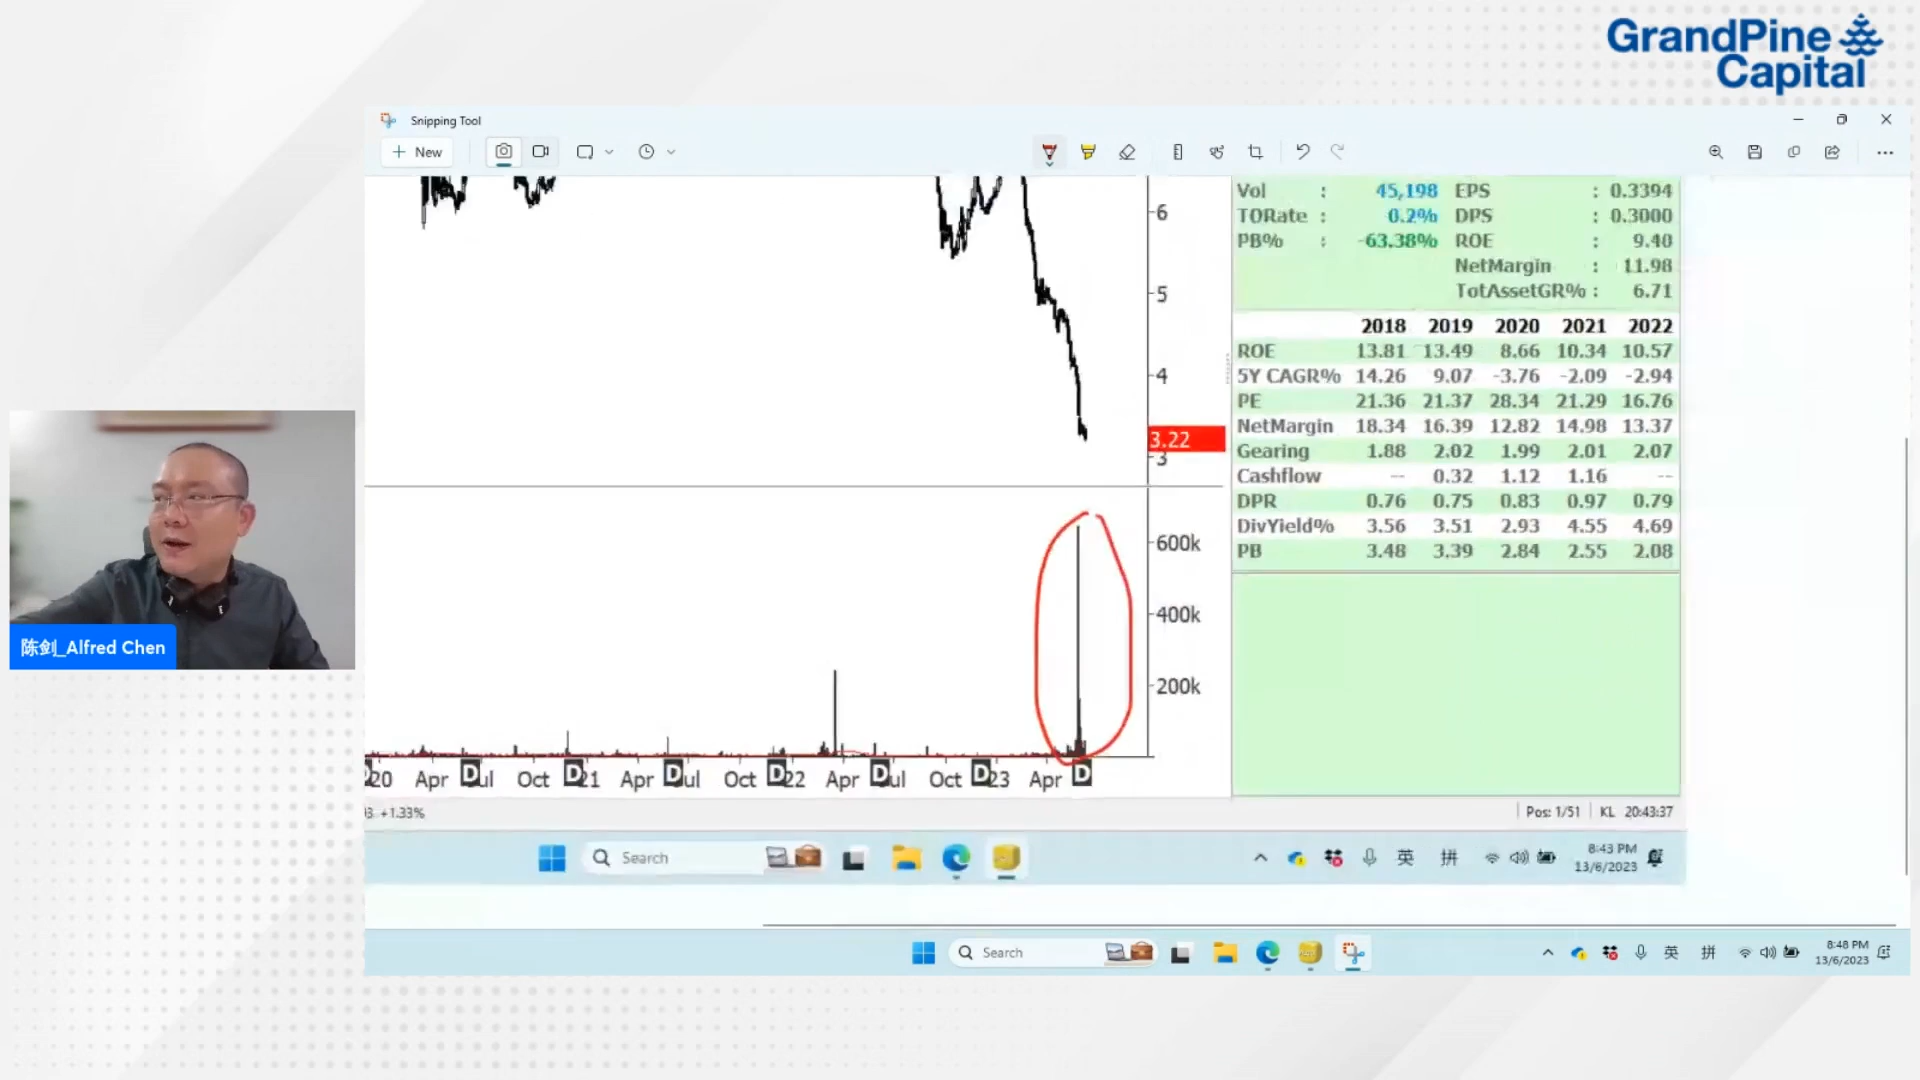 GrandPine
Capital
Snipping Tool
New
6
5
4
3.22
3
600k
400k
200k
20 Apr D Jul Oct D 21 Apr D Jul Oct D 22 Apr D Jul Oct D 23 Apr D
Vol : 45,198 EPS : 0.3394
TORate : 0.2% DPS : 0.3000
PB% : -63.38% ROE : 9.40
NetMargin : 11.98
TotAssetGR% : 6.71
2018 2019 2020 2021 2022
ROE 13.81 13.49 8.66 10.34 10.57
5Y CAGR% 14.26 9.07 -3.76 -2.09 -2.94
PE 21.36 21.37 28.34 21.29 16.76
NetMargin 18.34 16.39 12.82 14.98 13.37
Gearing 1.88 2.02 1.99 2.01 2.07
Cashflow -- 0.32 1.12 1.16 --
DPR 0.76 0.75 0.83 0.97 0.79
DivYield% 3.56 3.51 2.93 4.55 4.69
PB 3.48 3.39 2.84 2.55 2.08
陈剑_Alfred Chen
+1.33%
Pos: 1/51 KL 20:43:37
Search
英 拼
8:43 PM
13/6/2023
Search
英 拼
8:48 PM
13/6/2023